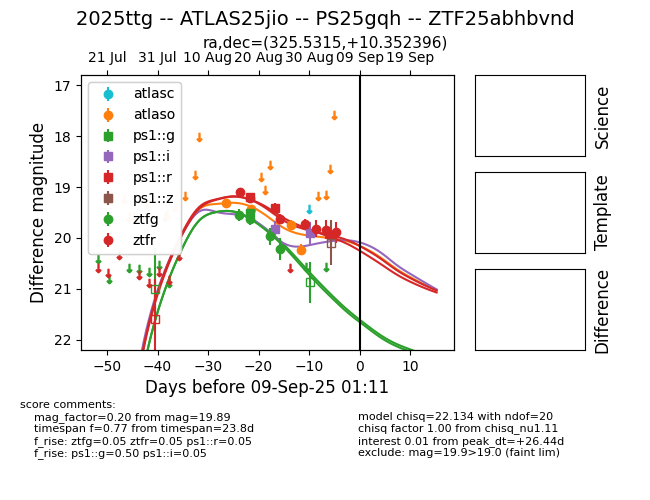 2025ttg -- ATLAS25jio -- PS25gqh -- ZTF25abhbvnd
ra,dec=(325.5315,+10.352396)
21 Jul 31 Jul 10 Aug 20 Aug 30 Aug 09 Sep 19 Sep
17
18
19
20
21
22
Difference magnitude
atlasc
atlaso
ps1::g
ps1::i
ps1::r
ps1::z
ztfg
ztfr
−50 −40 −30 −20 −10 0 10
Days before 09-Sep-25 01:11
Science
Template
Difference
score comments:
mag_factor=0.20 from mag=19.89
timespan f=0.77 from timespan=23.8d
f_rise: ztfg=0.05 ztfr=0.05 ps1::r=0.05
f_rise: ps1::g=0.50 ps1::i=0.05
model chisq=22.134 with ndof=20
chisq factor 1.00 from chisq_nu1.11
interest 0.01 from peak_dt=+26.44d
exclude: mag=19.9>19.0 (faint lim)